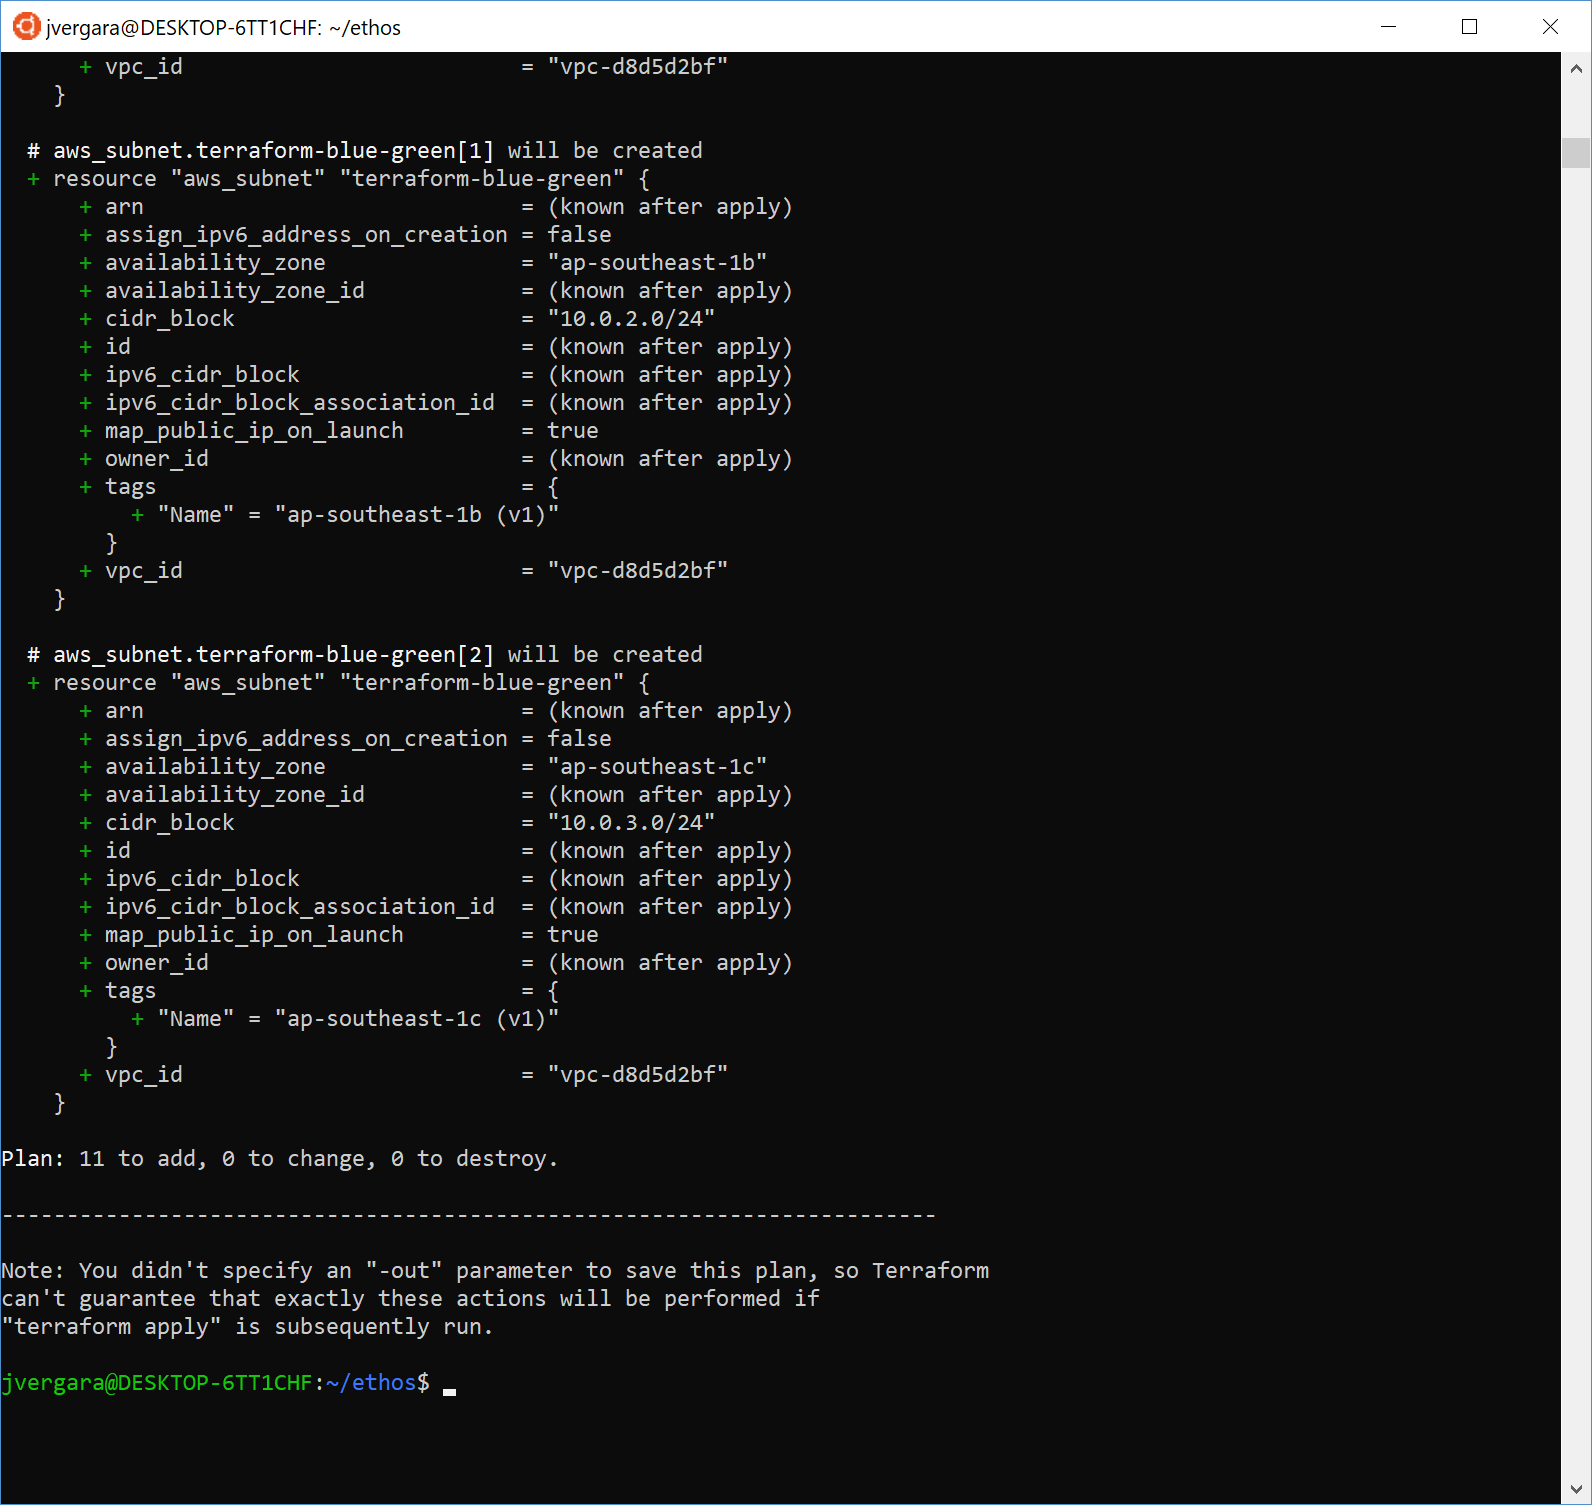 jvergara@DESKTOP-6TT1CHF: ~/ethos
      + vpc_id                          = "vpc-d8d5d2bf"
    }

  # aws_subnet.terraform-blue-green[1] will be created
  + resource "aws_subnet" "terraform-blue-green" {
      + arn                             = (known after apply)
      + assign_ipv6_address_on_creation = false
      + availability_zone               = "ap-southeast-1b"
      + availability_zone_id            = (known after apply)
      + cidr_block                      = "10.0.2.0/24"
      + id                              = (known after apply)
      + ipv6_cidr_block                 = (known after apply)
      + ipv6_cidr_block_association_id  = (known after apply)
      + map_public_ip_on_launch         = true
      + owner_id                        = (known after apply)
      + tags                            = {
          + "Name" = "ap-southeast-1b (v1)"
        }
      + vpc_id                          = "vpc-d8d5d2bf"
    }

  # aws_subnet.terraform-blue-green[2] will be created
  + resource "aws_subnet" "terraform-blue-green" {
      + arn                             = (known after apply)
      + assign_ipv6_address_on_creation = false
      + availability_zone               = "ap-southeast-1c"
      + availability_zone_id            = (known after apply)
      + cidr_block                      = "10.0.3.0/24"
      + id                              = (known after apply)
      + ipv6_cidr_block                 = (known after apply)
      + ipv6_cidr_block_association_id  = (known after apply)
      + map_public_ip_on_launch         = true
      + owner_id                        = (known after apply)
      + tags                            = {
          + "Name" = "ap-southeast-1c (v1)"
        }
      + vpc_id                          = "vpc-d8d5d2bf"
    }

Plan: 11 to add, 0 to change, 0 to destroy.

------------------------------------------------------------------------

Note: You didn't specify an "-out" parameter to save this plan, so Terraform
can't guarantee that exactly these actions will be performed if
"terraform apply" is subsequently run.

jvergara@DESKTOP-6TT1CHF:~/ethos$